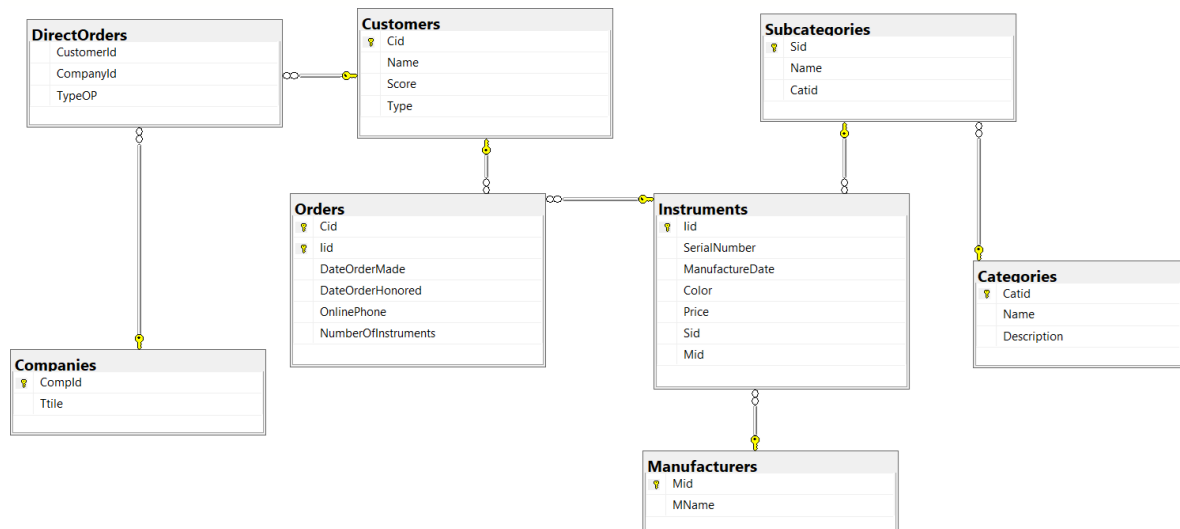 DirectOrders
CustomerId
CompanyId
TypeOP
Customers
Cid
Name
Score
Type
Subcategories
Sid
Name
Catid
Orders
Cid
Iid
DateOrderMade
DateOrderHonored
OnlinePhone
NumberOfInstruments
Instruments
Iid
SerialNumber
ManufactureDate
Color
Price
Sid
Mid
Categories
Catid
Name
Description
Companies
CompId
Ttile
Manufacturers
Mid
MName